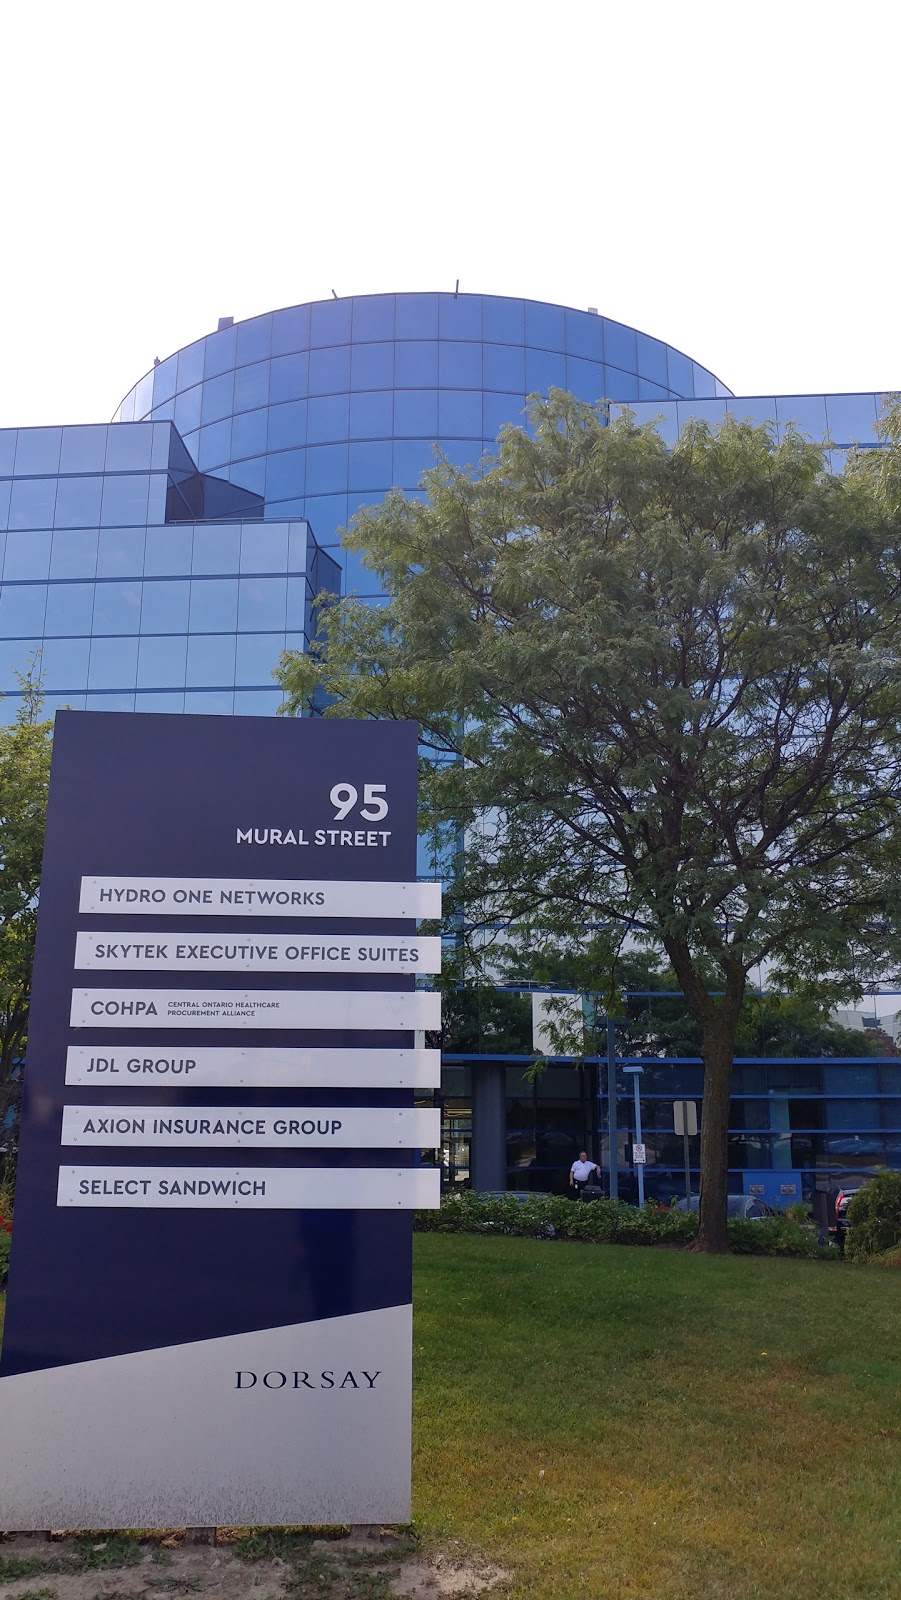 95
MURAL STREET
HYDRO ONE NETWORKS
SKYTEK EXECUTIVE OFFICE SUITES
COHPA CENTRAL ONTARIO HEALTHCARE
PROCUREMENT ALLIANCE
JDL GROUP
AXION INSURANCE GROUP
SELECT SANDWICH
DORSAY